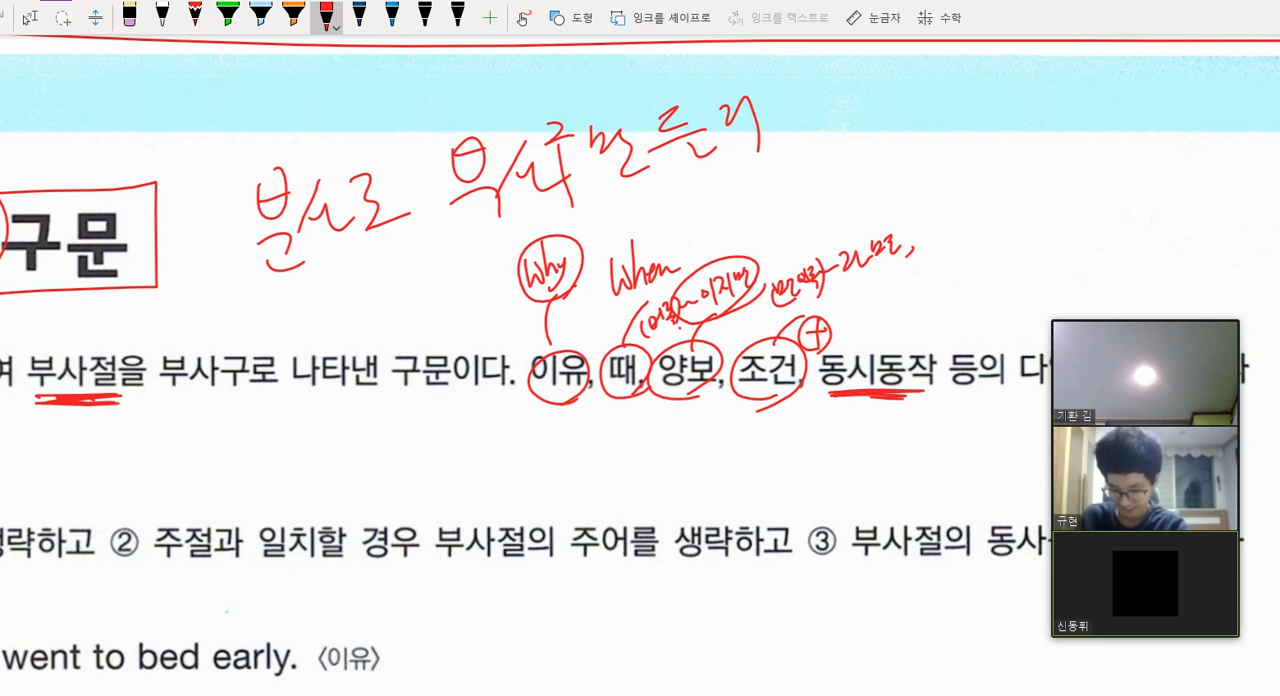 도형 잉크를 셰이프로 잉크를 텍스트로 눈금자 수학
분사로 부사구 만들기
구문
Why When ~이지만 만약 ~라면,
여 부사절을 부사구로 나타낸 구문이다. 이유, 때, 양보, 조건, 동시동작 등의 다
기환 김
규현
생략하고 ② 주절과 일치할 경우 부사절의 주어를 생략하고 ③ 부사절의 동사
신동휘
went to bed early. 〈이유〉